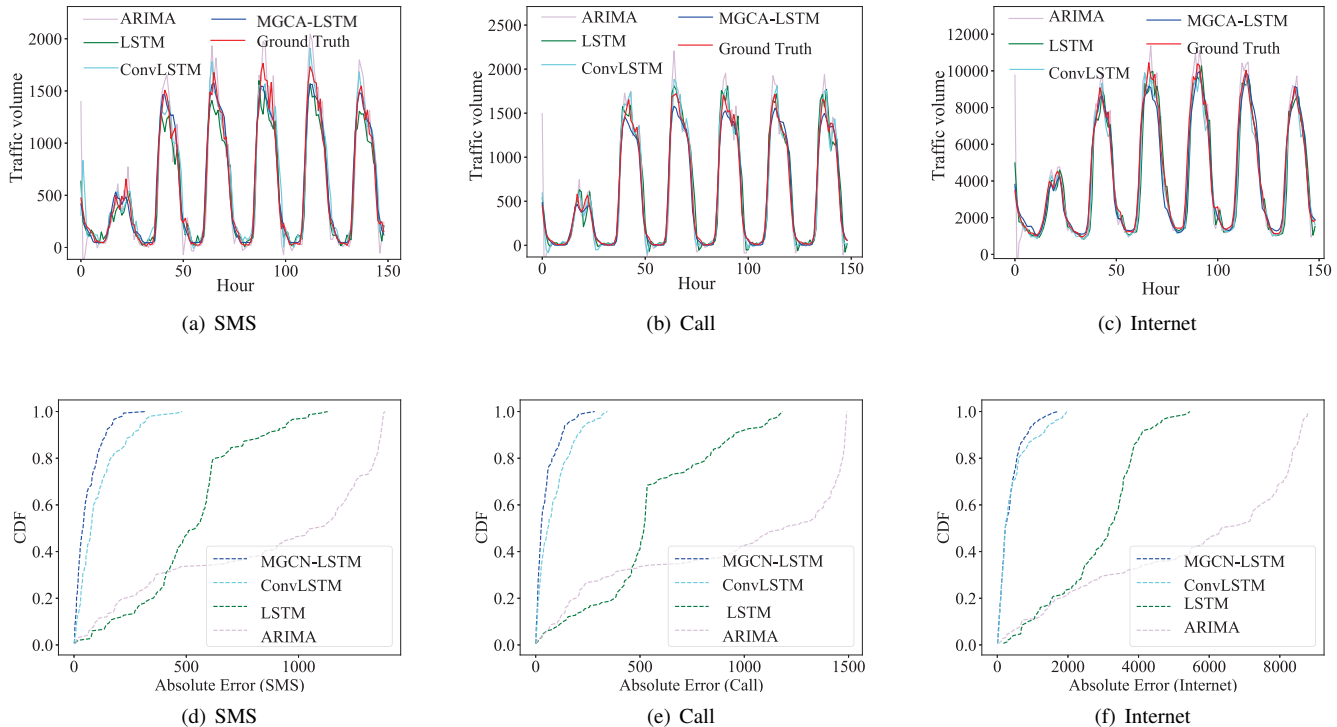 ARIMA
LSTM
ConvLSTM
MGCA-LSTM
Ground Truth
2000
1500
1000
500
0
Traffic volume
0
50
100
150
Hour
(a) SMS
ARIMA
LSTM
ConvLSTM
MGCA-LSTM
Ground Truth
2500
2000
1500
1000
500
0
Traffic volume
0
50
100
150
Hour
(b) Call
ARIMA
LSTM
ConvLSTM
MGCA-LSTM
Ground Truth
12000
10000
8000
6000
4000
2000
0
Traffic volume
0
50
100
150
Hour
(c) Internet
1.0
0.8
0.6
0.4
0.2
0.0
CDF
MGCN-LSTM
ConvLSTM
LSTM
ARIMA
0
500
1000
Absolute Error (SMS)
(d) SMS
1.0
0.8
0.6
0.4
0.2
0.0
CDF
MGCN-LSTM
ConvLSTM
LSTM
ARIMA
0
500
1000
1500
Absolute Error (Call)
(e) Call
1.0
0.8
0.6
0.4
0.2
0.0
CDF
MGCN-LSTM
ConvLSTM
LSTM
ARIMA
0
2000
4000
6000
8000
Absolute Error (Internet)
(f) Internet